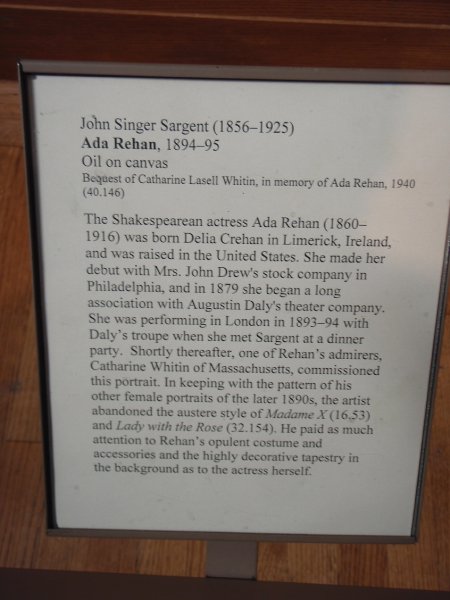 John Singer Sargent (1856–1925)
Ada Rehan, 1894–95
Oil on canvas
Bequest of Catharine Lasell Whitin, in memory of Ada Rehan, 1940
(40.146)
The Shakespearean actress Ada Rehan (1860–
1916) was born Delia Crehan in Limerick, Ireland,
and was raised in the United States. She made her
debut with Mrs. John Drew's stock company in
Philadelphia, and in 1879 she began a long
association with Augustin Daly's theater company.
She was performing in London in 1893–94 with
Daly's troupe when she met Sargent at a dinner
party. Shortly thereafter, one of Rehan's admirers,
Catharine Whitin of Massachusetts, commissioned
this portrait. In keeping with the pattern of his
other female portraits of the later 1890s, the artist
abandoned the austere style of Madame X (16.53)
and Lady with the Rose (32.154). He paid as much
attention to Rehan's opulent costume and
accessories and the highly decorative tapestry in
the background as to the actress herself.